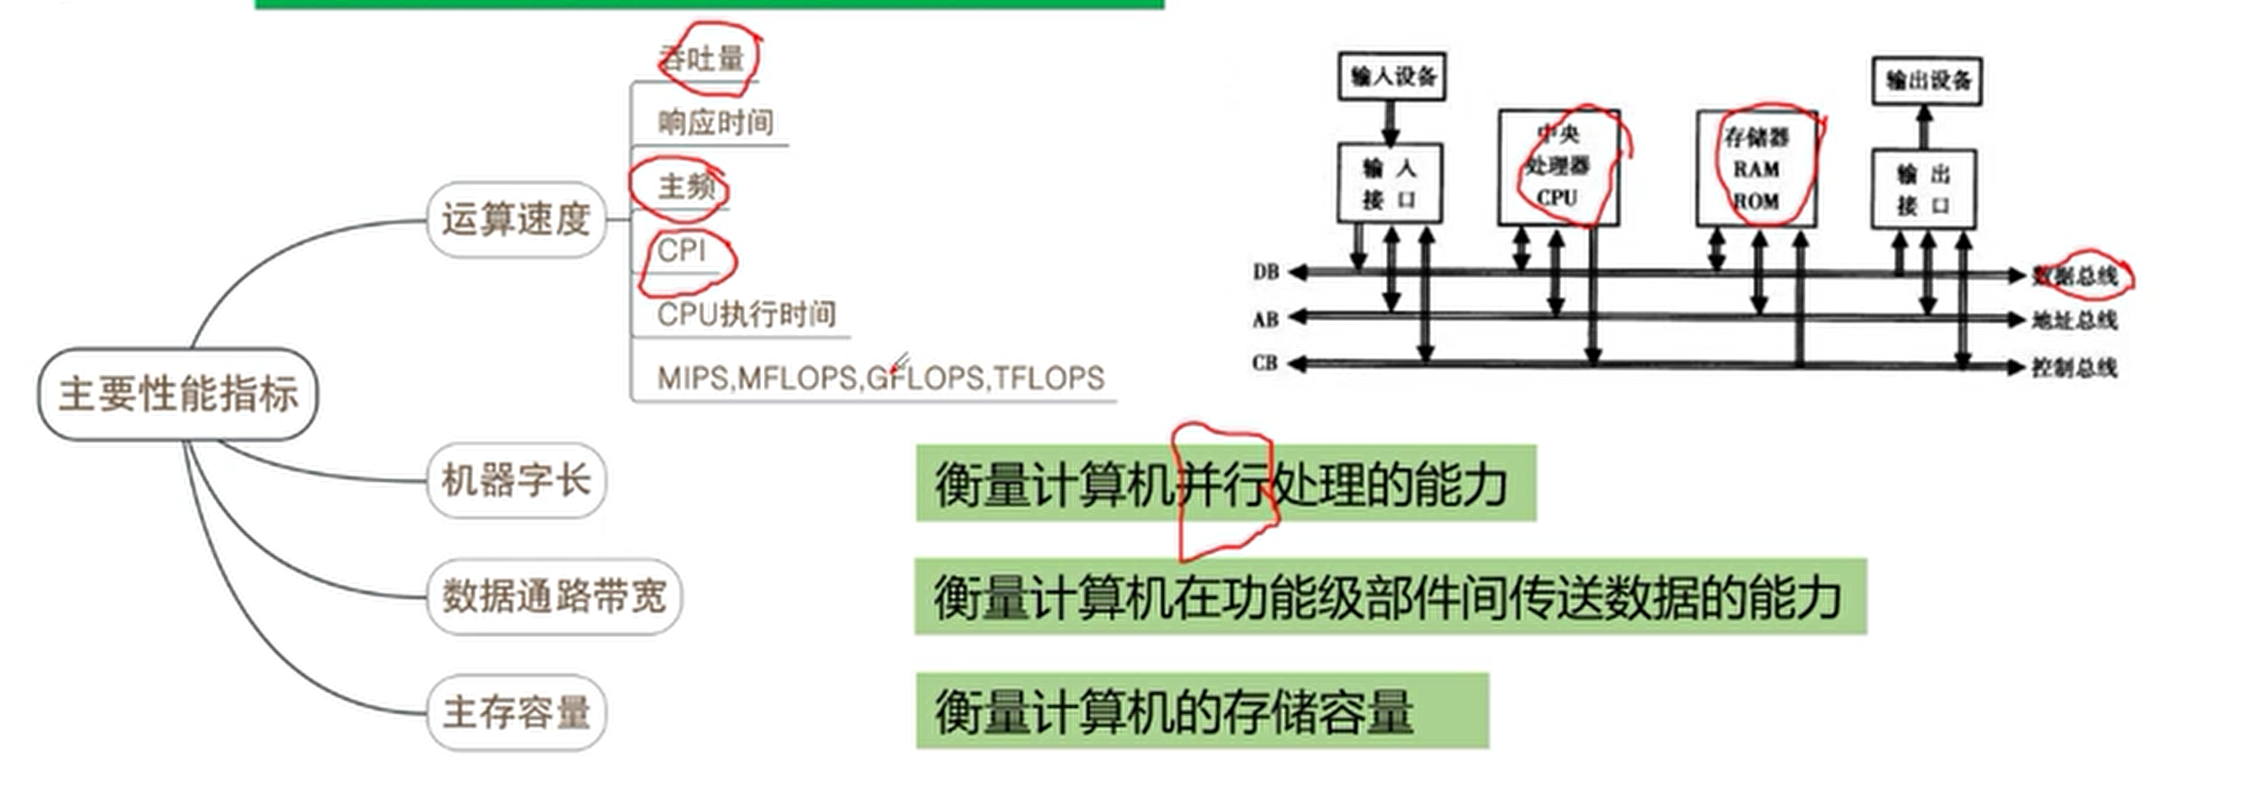 吞吐量
响应时间
主频
CPI
CPU执行时间
MIPS,MFLOPS,GFLOPS,TFLOPS
运算速度
主要性能指标
机器字长
数据通路带宽
主存容量
输入设备
输出设备
输入
接口
中央
处理器
CPU
存储器
RAM
ROM
输出
接口
DB
数据总线
AB
地址总线
CB
控制总线
衡量计算机并行处理的能力
衡量计算机在功能级部件间传送数据的能力
衡量计算机的存储容量